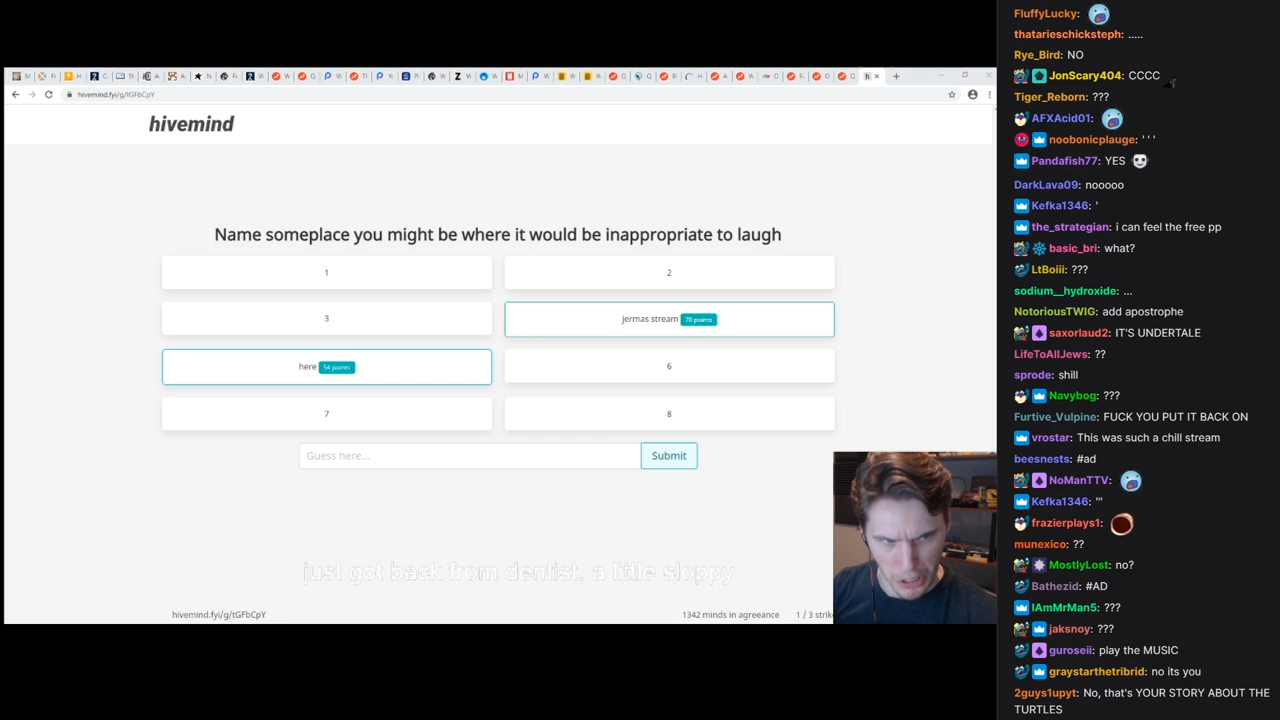 hivemind.fyi/g/tGFbCpY
hivemind
Name someplace you might be where it would be inappropriate to laugh
1
2
3
jermas stream 70 points
here 54 points
6
7
8
Guess here...
Submit
just got back from dentist, a little sloppy
hivemind.fyi/g/tGFbCpY
1342 minds in agreeance
1 / 3 strik
FluffyLucky:
thatarieschicksteph: .....
Rye_Bird: NO
JonScary404: CCCC
Tiger_Reborn: ???
AFXAcid01:
noobonicplauge: ' ' '
Pandafish77: YES
DarkLava09: nooooo
Kefka1346: '
the_strategian: i can feel the free pp
basic_bri: what?
LtBoiii: ???
sodium__hydroxide: ...
NotoriousTWIG: add apostrophe
saxorlaud2: IT'S UNDERTALE
LifeToAllJews: ??
sprode: shill
Navybog: ???
Furtive_Vulpine: FUCK YOU PUT IT BACK ON
vrostar: This was such a chill stream
beesnests: #ad
NoManTTV:
Kefka1346: '"
frazierplays1:
munexico: ??
MostlyLost: no?
Bathezid: #AD
IAmMrMan5: ???
jaksnoy: ???
guroseii: play the MUSIC
graystarthetribrid: no its you
2guys1upyt: No, that's YOUR STORY ABOUT THE
TURTLES